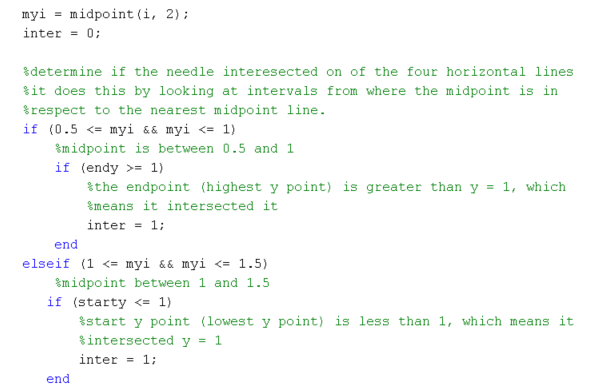 myi = midpoint(i, 2);
inter = 0;
%determine if the needle interesected on of the four horizontal lines
%it does this by looking at intervals from where the midpoint is in
%respect to the nearest midpoint line.
if (0.5 <= myi && myi <= 1)
%midpoint is between 0.5 and 1
if (endy >= 1)
%the endpoint (highest y point) is greater than y = 1, which
%means it intersected it
inter = 1;
end
elseif (1 <= myi && myi <= 1.5)
%midpoint between 1 and 1.5
if (starty <= 1)
%start y point (lowest y point) is less than 1, which means it
%intersected y = 1
inter = 1;
end